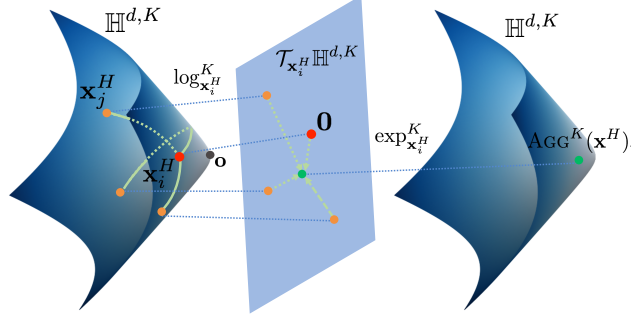 ℍ^{d,K}
x_j^H
x_i^H
o
log^K_{x_i^H}
𝒯_{x_i^H}ℍ^{d,K}
0
exp^K_{x_i^H}
ℍ^{d,K}
AGG^K(x^H)